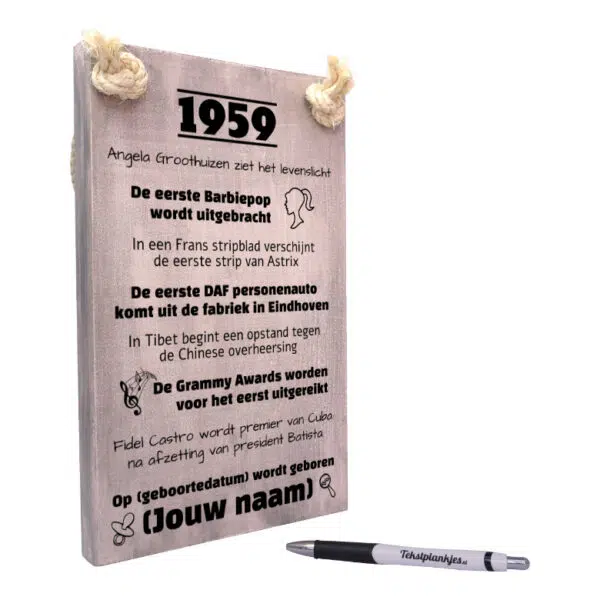 1959
Angela Groothuizen ziet het levenslicht
De eerste Barbiepop
wordt uitgebracht
In een Frans stripblad verschijnt
de eerste strip van Astrix
De eerste DAF personenauto
komt uit de fabriek in Eindhoven
In Tibet begint een opstand tegen
de Chinese overheersing
De Grammy Awards worden
voor het eerst uitgereikt
Fidel Castro wordt premier van Cuba
na afzetting van president Batista
Op (geboortedatum) wordt geboren
(Jouw naam)
Tekstplankjes.nl